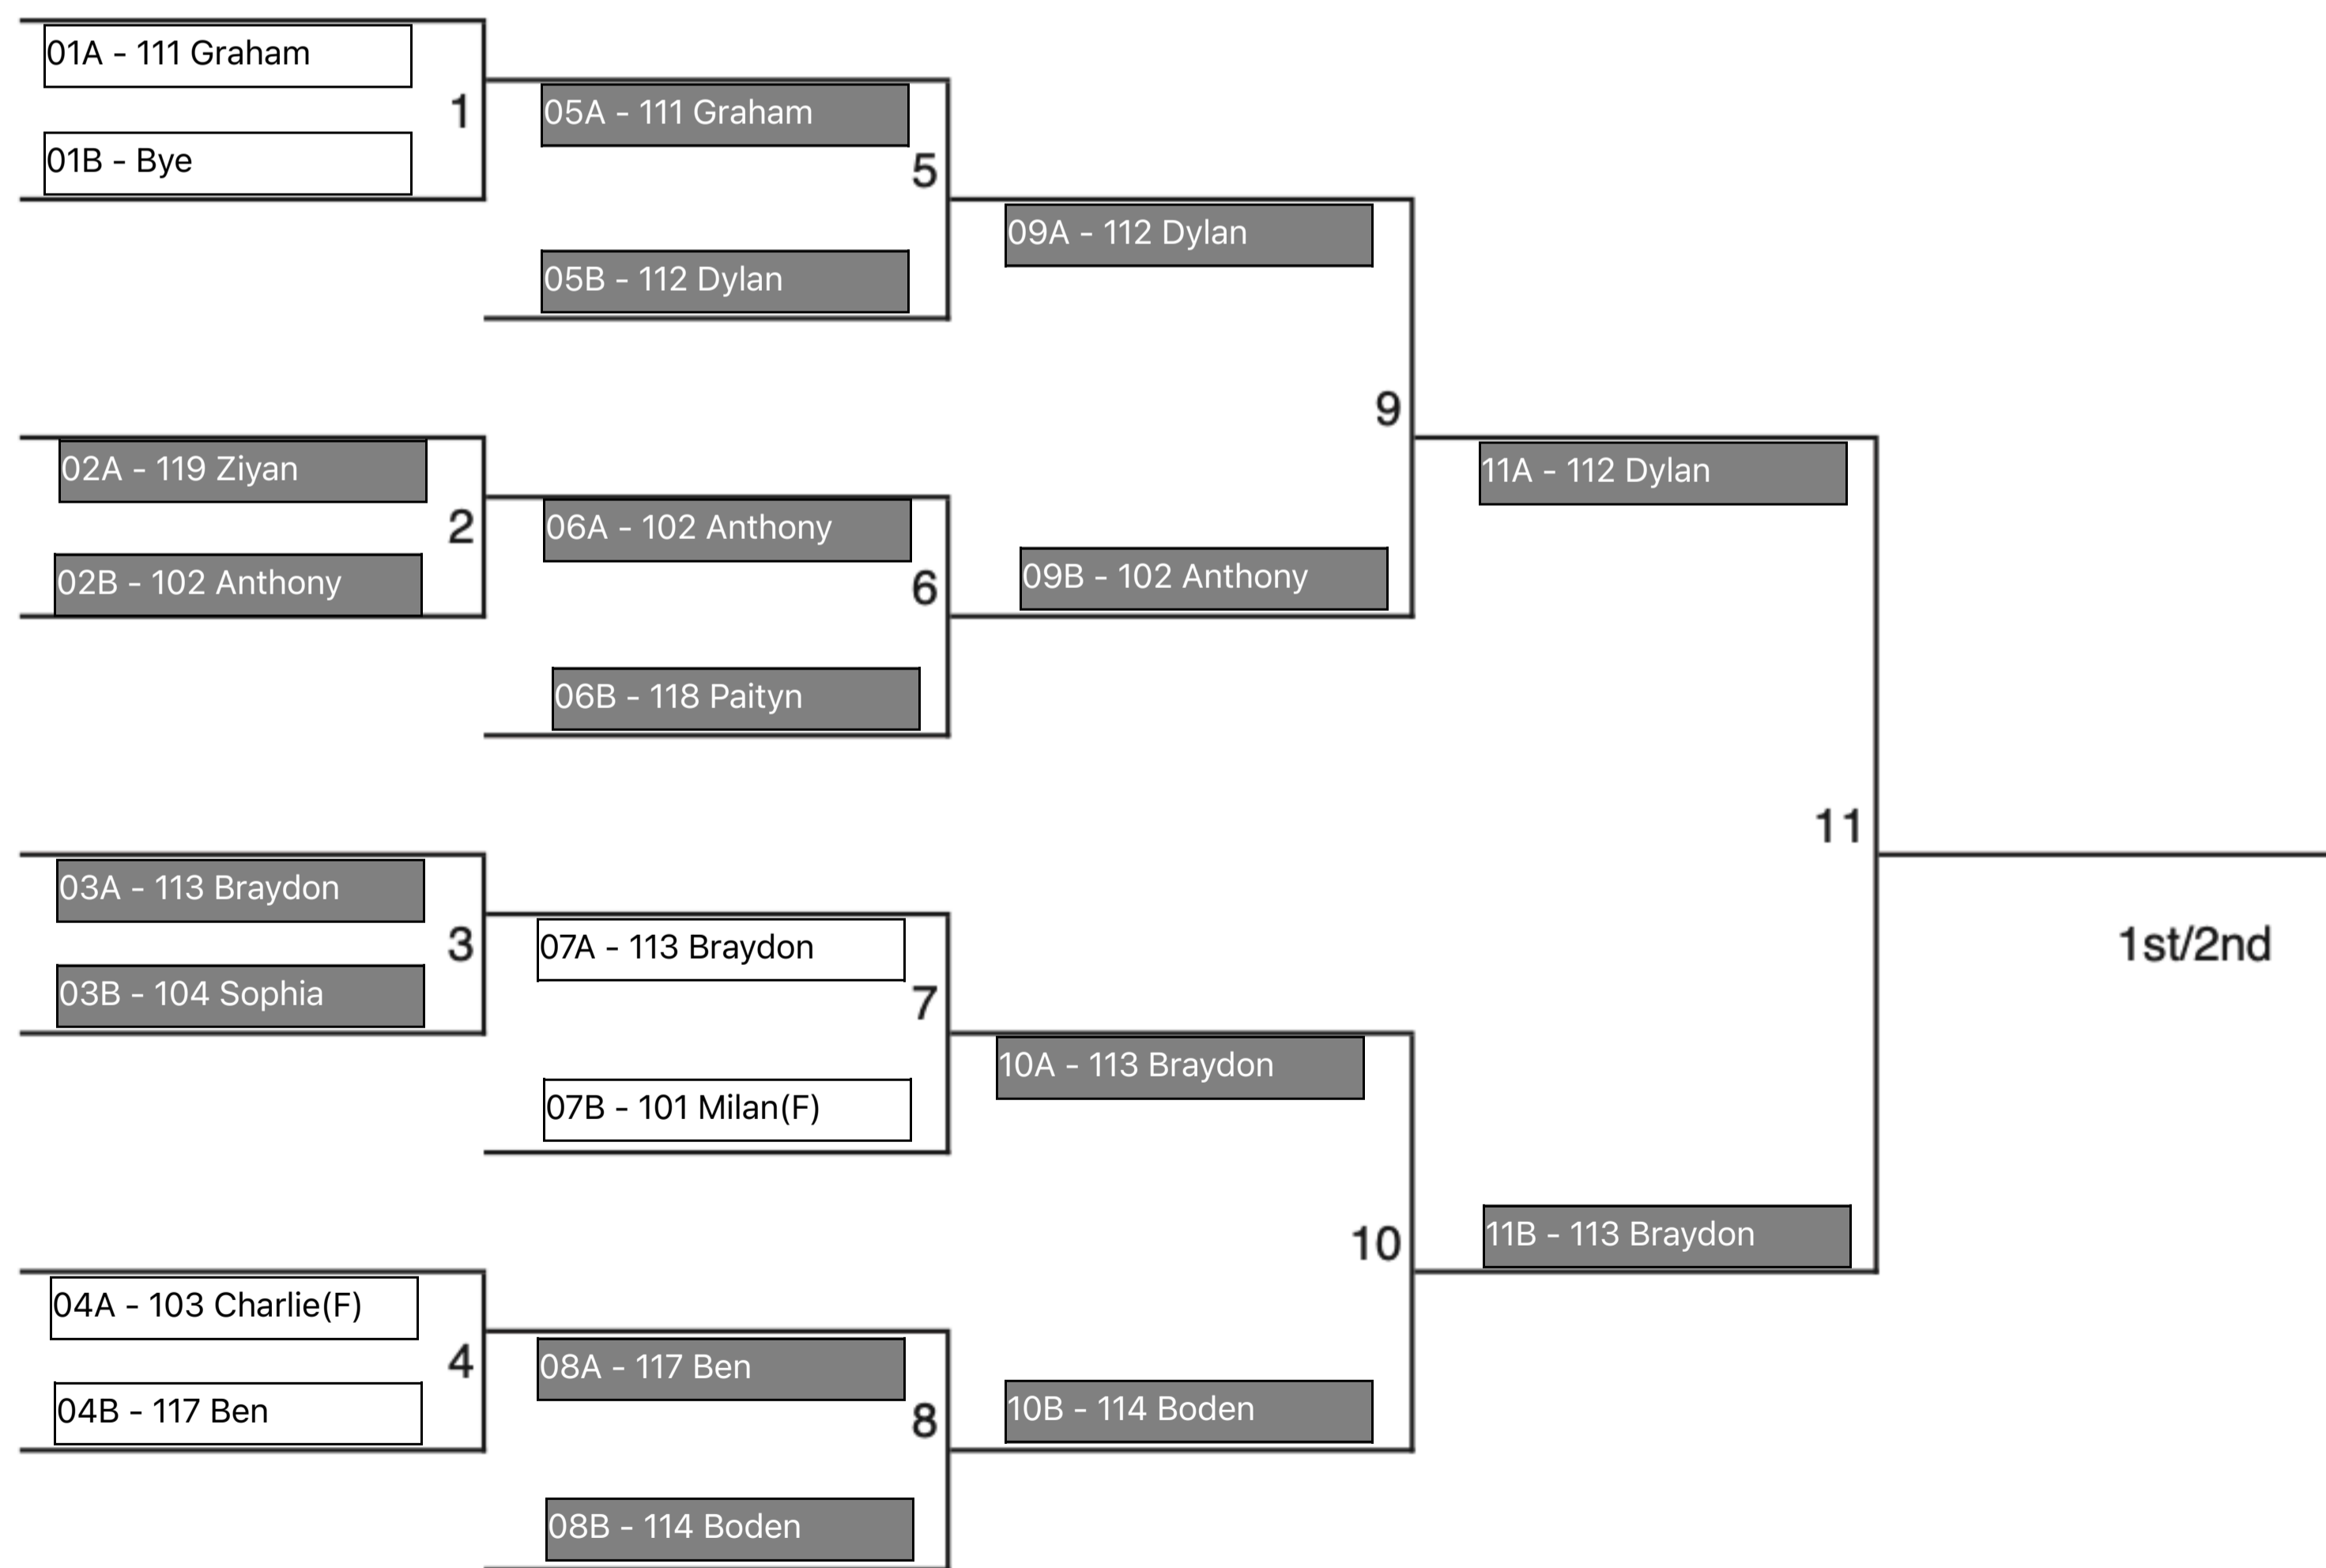 01A - 111 Graham
1
01B - Bye
05A - 111 Graham
5
05B - 112 Dylan
09A - 112 Dylan
9
02A - 119 Ziyan
2
02B - 102 Anthony
06A - 102 Anthony
6
06B - 118 Paityn
09B - 102 Anthony
11A - 112 Dylan
11
1st/2nd
03A - 113 Braydon
3
03B - 104 Sophia
07A - 113 Braydon
7
07B - 101 Milan(F)
10A - 113 Braydon
10
11B - 113 Braydon
04A - 103 Charlie(F)
4
04B - 117 Ben
08A - 117 Ben
8
08B - 114 Boden
10B - 114 Boden